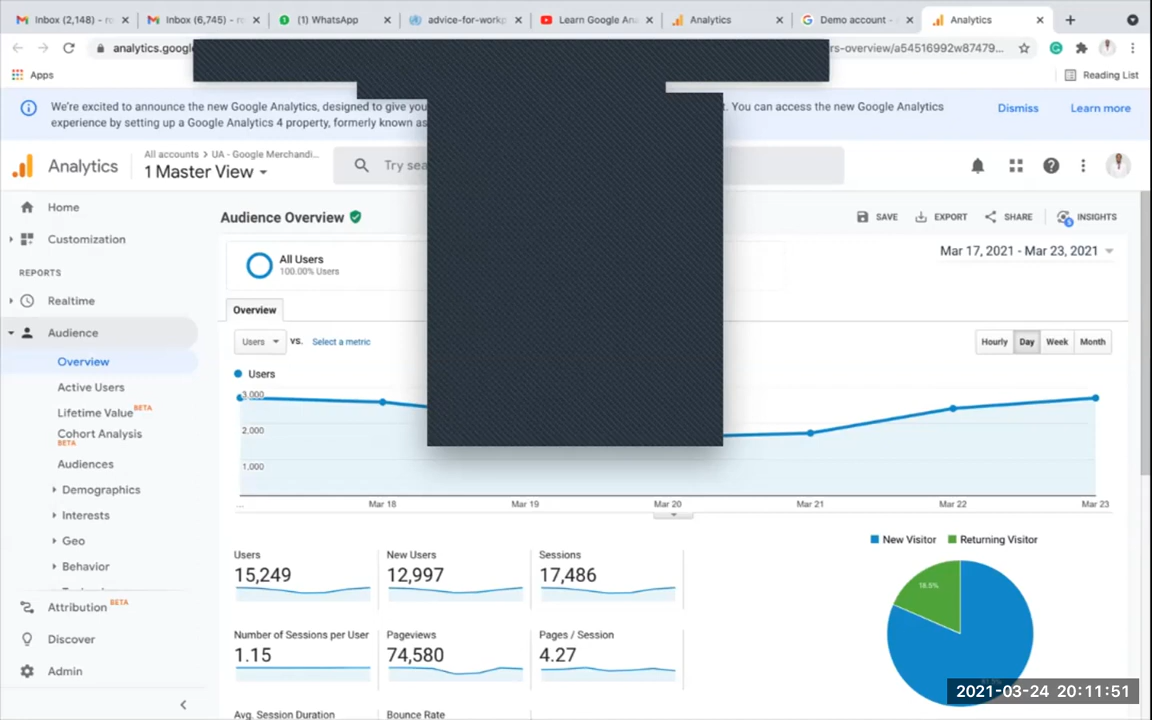 Inbox (2,148) - ro
Inbox (6,745) - ro
(1) WhatsApp
advice-for-workp
Learn Google Ana
Analytics
Demo account -
Analytics
analytics.google
rs-overview/a54516992w87479...
Apps
Reading List
We're excited to announce the new Google Analytics, designed to give you
t. You can access the new Google Analytics
experience by setting up a Google Analytics 4 property, formerly known as
Dismiss
Learn more
Analytics
All accounts > UA - Google Merchandi...
1 Master View
Try sea
Home
Customization
REPORTS
Realtime
Audience
Overview
Active Users
Lifetime Value BETA
Cohort Analysis
BETA
Audiences
Demographics
Interests
Geo
Behavior
Attribution BETA
Discover
Admin
Audience Overview
SAVE
EXPORT
SHARE
INSIGHTS
Mar 17, 2021 - Mar 23, 2021
All Users
100.00% Users
Overview
Users
vs.
Select a metric
Hourly
Day
Week
Month
Users
3,000
2,000
1,000
...
Mar 18
Mar 19
Mar 20
Mar 21
Mar 22
Mar 23
New Visitor
Returning Visitor
Users
15,249
New Users
12,997
Sessions
17,486
18.5%
Number of Sessions per User
1.15
Pageviews
74,580
Pages / Session
4.27
Avg. Session Duration
Bounce Rate
2021-03-24 20:11:51